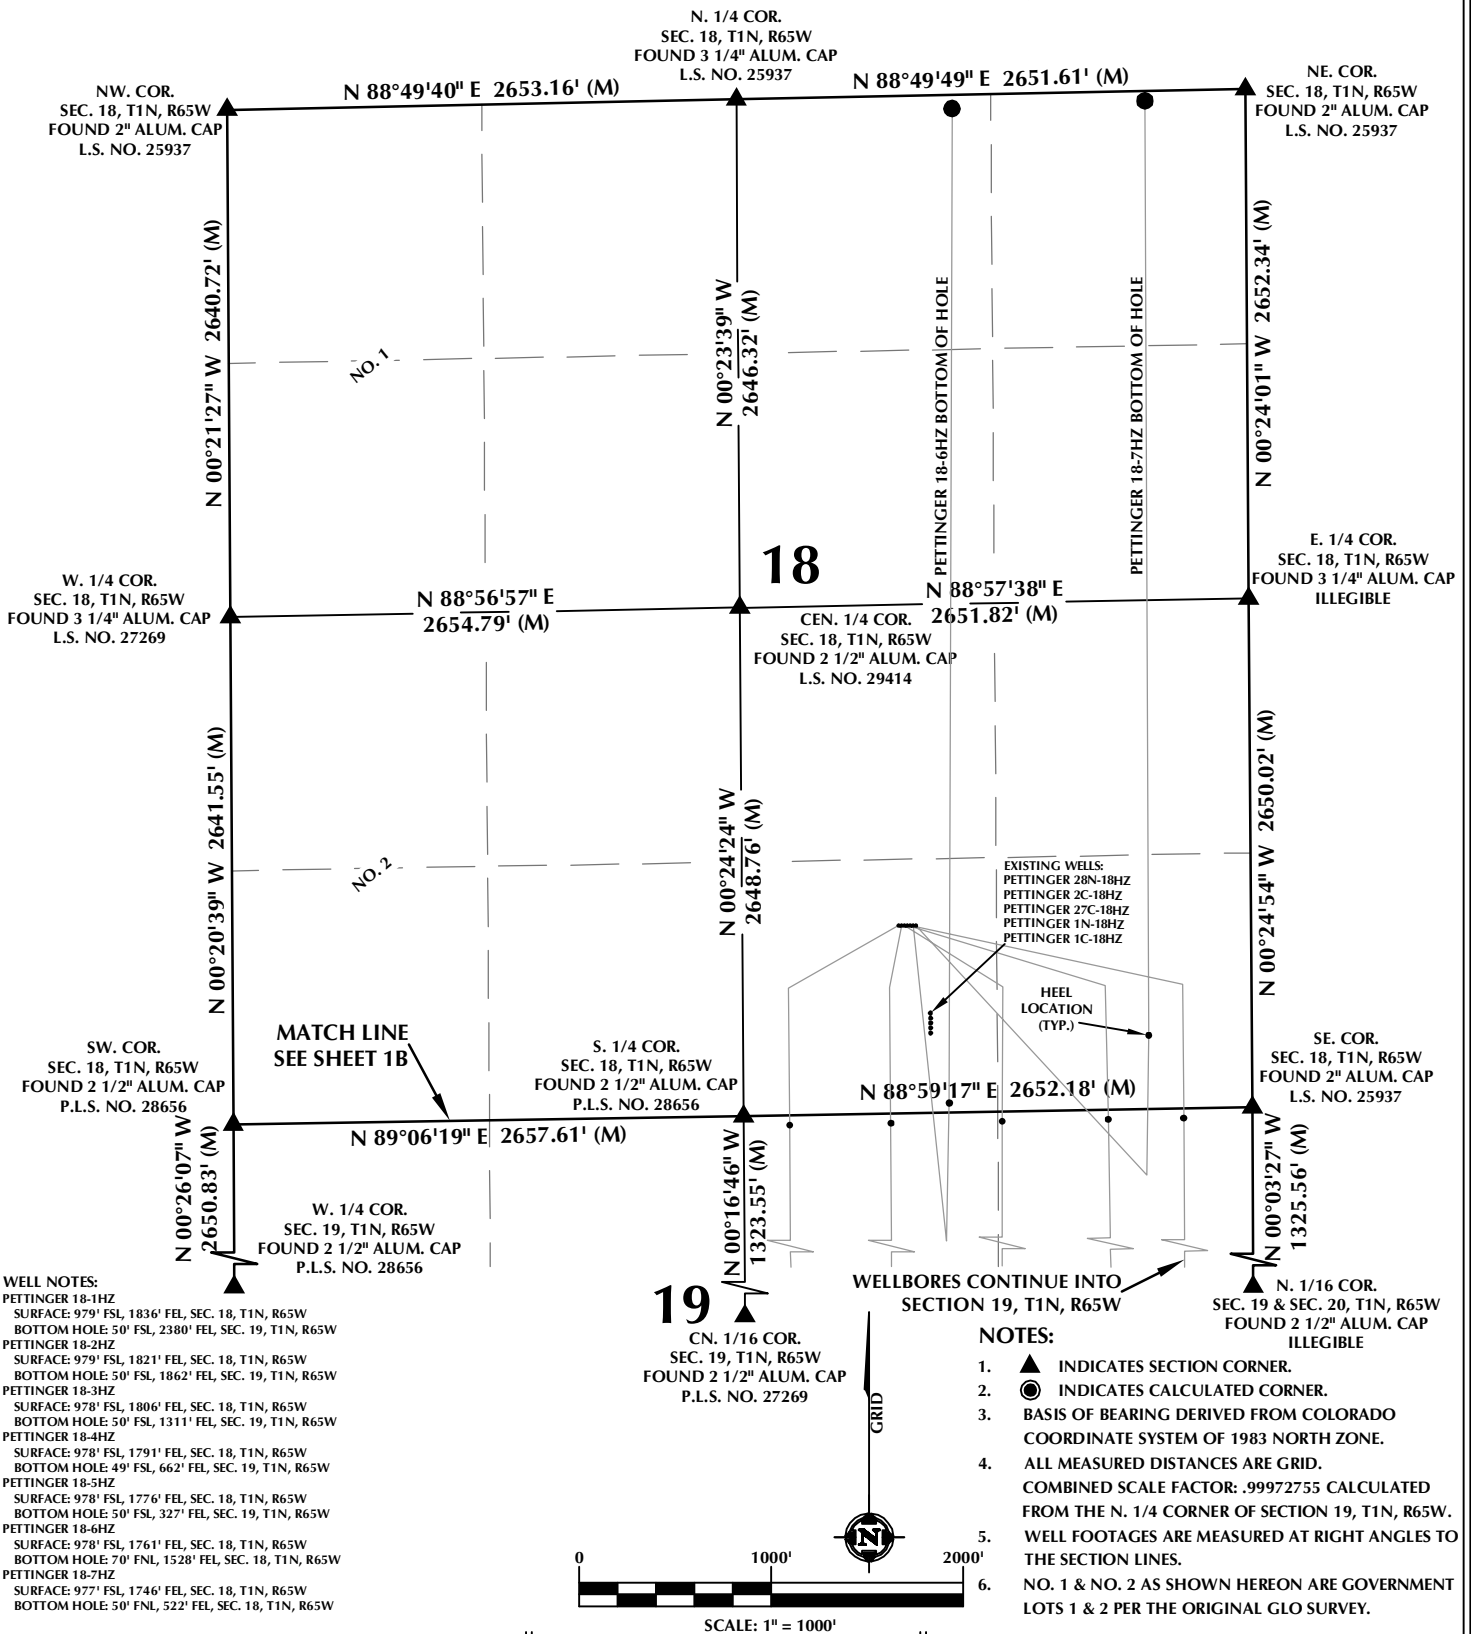 N. 1/4 COR.
SEC. 18, T1N, R65W
FOUND 3 1/4" ALUM. CAP
L.S. NO. 25937
NW. COR.
SEC. 18, T1N, R65W
FOUND 2" ALUM. CAP
L.S. NO. 25937
N 88°49'40" E 2653.16' (M)
N 88°49'49" E 2651.61' (M)
NE. COR.
SEC. 18, T1N, R65W
FOUND 2" ALUM. CAP
L.S. NO. 25937
N 00°21'27" W 2640.72' (M)
NO. 1
N 00°23'39" W
2646.32' (M)
PETTINGER 18-6HZ BOTTOM OF HOLE
PETTINGER 18-7HZ BOTTOM OF HOLE
N 00°24'01" W 2652.34' (M)
18
W. 1/4 COR.
SEC. 18, T1N, R65W
FOUND 3 1/4" ALUM. CAP
L.S. NO. 27269
N 88°56'57" E
2654.79' (M)
N 88°57'38" E
2651.82' (M)
CEN. 1/4 COR.
SEC. 18, T1N, R65W
FOUND 2 1/2" ALUM. CAP
L.S. NO. 29414
E. 1/4 COR.
SEC. 18, T1N, R65W
FOUND 3 1/4" ALUM. CAP
ILLEGIBLE
N 00°20'39" W 2641.55' (M)
NO. 2
N 00°24'24" W
2648.76' (M)
N 00°24'54" W 2650.02' (M)
EXISTING WELLS:
PETTINGER 28N-18HZ
PETTINGER 2C-18HZ
PETTINGER 27C-18HZ
PETTINGER 1N-18HZ
PETTINGER 1C-18HZ
HEEL
LOCATION
(TYP.)
MATCH LINE
SEE SHEET 1B
SW. COR.
SEC. 18, T1N, R65W
FOUND 2 1/2" ALUM. CAP
P.L.S. NO. 28656
S. 1/4 COR.
SEC. 18, T1N, R65W
FOUND 2 1/2" ALUM. CAP
P.L.S. NO. 28656
SE. COR.
SEC. 18, T1N, R65W
FOUND 2" ALUM. CAP
L.S. NO. 25937
N 89°06'19" E 2657.61' (M)
N 88°59'17" E 2652.18' (M)
N 00°26'07" W
2650.83' (M)
N 00°16'46" W
1323.55' (M)
N 00°03'27" W
1325.56' (M)
W. 1/4 COR.
SEC. 19, T1N, R65W
FOUND 2 1/2" ALUM. CAP
P.L.S. NO. 28656
WELLBORES CONTINUE INTO
SECTION 19, T1N, R65W
19
CN. 1/16 COR.
SEC. 19, T1N, R65W
FOUND 2 1/2" ALUM. CAP
P.L.S. NO. 27269
N. 1/16 COR.
SEC. 19 & SEC. 20, T1N, R65W
FOUND 2 1/2" ALUM. CAP
ILLEGIBLE
WELL NOTES:
PETTINGER 18-1HZ
SURFACE: 979' FSL, 1836' FEL, SEC. 18, T1N, R65W
BOTTOM HOLE: 50' FSL, 2380' FEL, SEC. 19, T1N, R65W
PETTINGER 18-2HZ
SURFACE: 979' FSL, 1821' FEL, SEC. 18, T1N, R65W
BOTTOM HOLE: 50' FSL, 1862' FEL, SEC. 19, T1N, R65W
PETTINGER 18-3HZ
SURFACE: 978' FSL, 1806' FEL, SEC. 18, T1N, R65W
BOTTOM HOLE: 50' FSL, 1311' FEL, SEC. 19, T1N, R65W
PETTINGER 18-4HZ
SURFACE: 978' FSL, 1791' FEL, SEC. 18, T1N, R65W
BOTTOM HOLE: 49' FSL, 662' FEL, SEC. 19, T1N, R65W
PETTINGER 18-5HZ
SURFACE: 978' FSL, 1776' FEL, SEC. 18, T1N, R65W
BOTTOM HOLE: 50' FSL, 327' FEL, SEC. 19, T1N, R65W
PETTINGER 18-6HZ
SURFACE: 978' FSL, 1761' FEL, SEC. 18, T1N, R65W
BOTTOM HOLE: 70' FNL, 1528' FEL, SEC. 18, T1N, R65W
PETTINGER 18-7HZ
SURFACE: 977' FSL, 1746' FEL, SEC. 18, T1N, R65W
BOTTOM HOLE: 50' FNL, 522' FEL, SEC. 18, T1N, R65W
GRID
N
0 1000' 2000'
SCALE: 1" = 1000'
NOTES:
1. INDICATES SECTION CORNER.
2. INDICATES CALCULATED CORNER.
3. BASIS OF BEARING DERIVED FROM COLORADO
COORDINATE SYSTEM OF 1983 NORTH ZONE.
4. ALL MEASURED DISTANCES ARE GRID.
COMBINED SCALE FACTOR: .99972755 CALCULATED
FROM THE N. 1/4 CORNER OF SECTION 19, T1N, R65W.
5. WELL FOOTAGES ARE MEASURED AT RIGHT ANGLES TO
THE SECTION LINES.
6. NO. 1 & NO. 2 AS SHOWN HEREON ARE GOVERNMENT
LOTS 1 & 2 PER THE ORIGINAL GLO SURVEY.